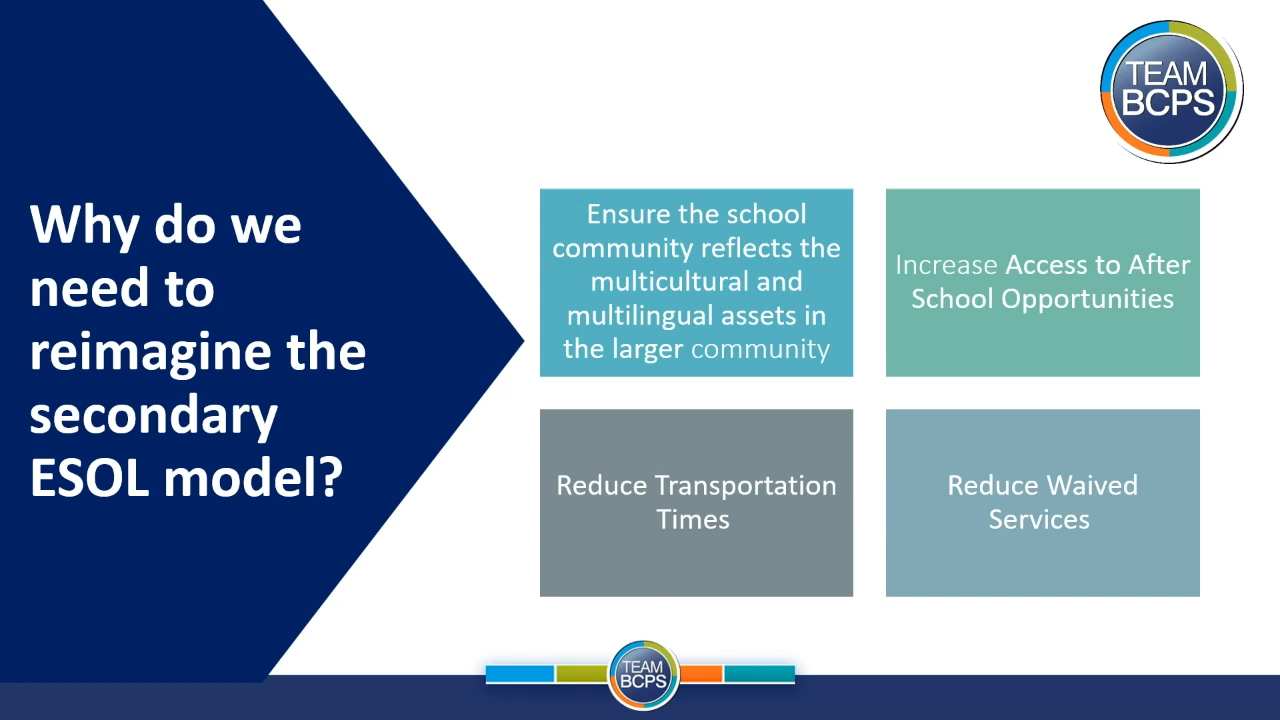 TEAM
BCPS
Why do we
need to
reimagine the
secondary
ESOL model?
Ensure the school
community reflects the
multicultural and
multilingual assets in
the larger community
Increase Access to After
School Opportunities
Reduce Transportation
Times
Reduce Waived
Services
TEAM
BCPS